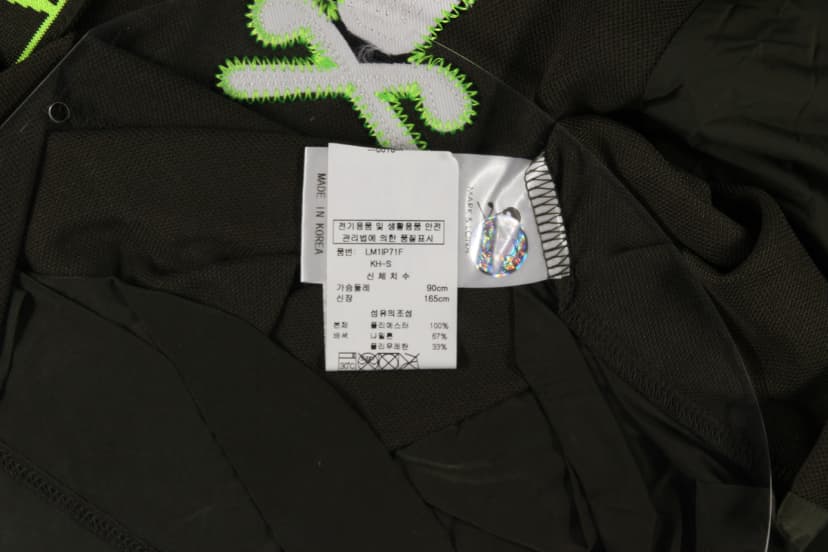 MADE IN KOREA
전기용품 및 생활용품 안전
관리법에 의한 품질표시
품번: LM1IP71F
KH-S
신체치수
가슴둘레 90cm
신장 165cm
섬유의조성
본체 폴리에스터 100%
배색 나일론 67%
폴리우레탄 33%
30℃